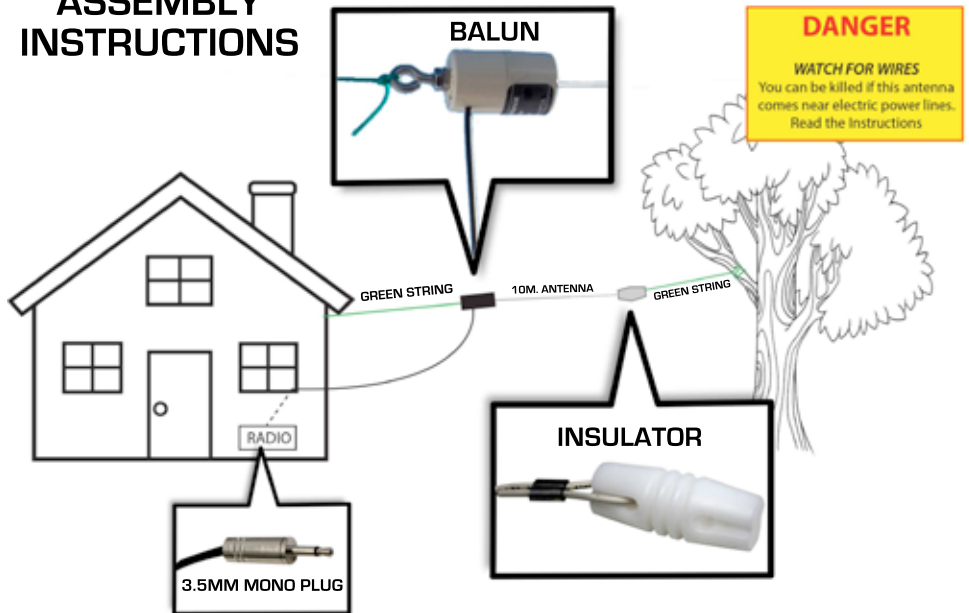 ASSEMBLY
INSTRUCTIONS
BALUN
DANGER
WATCH FOR WIRES
You can be killed if this antenna
comes near electric power lines.
Read the Instructions
GREEN STRING
10M. ANTENNA
GREEN STRING
RADIO
INSULATOR
3.5MM MONO PLUG